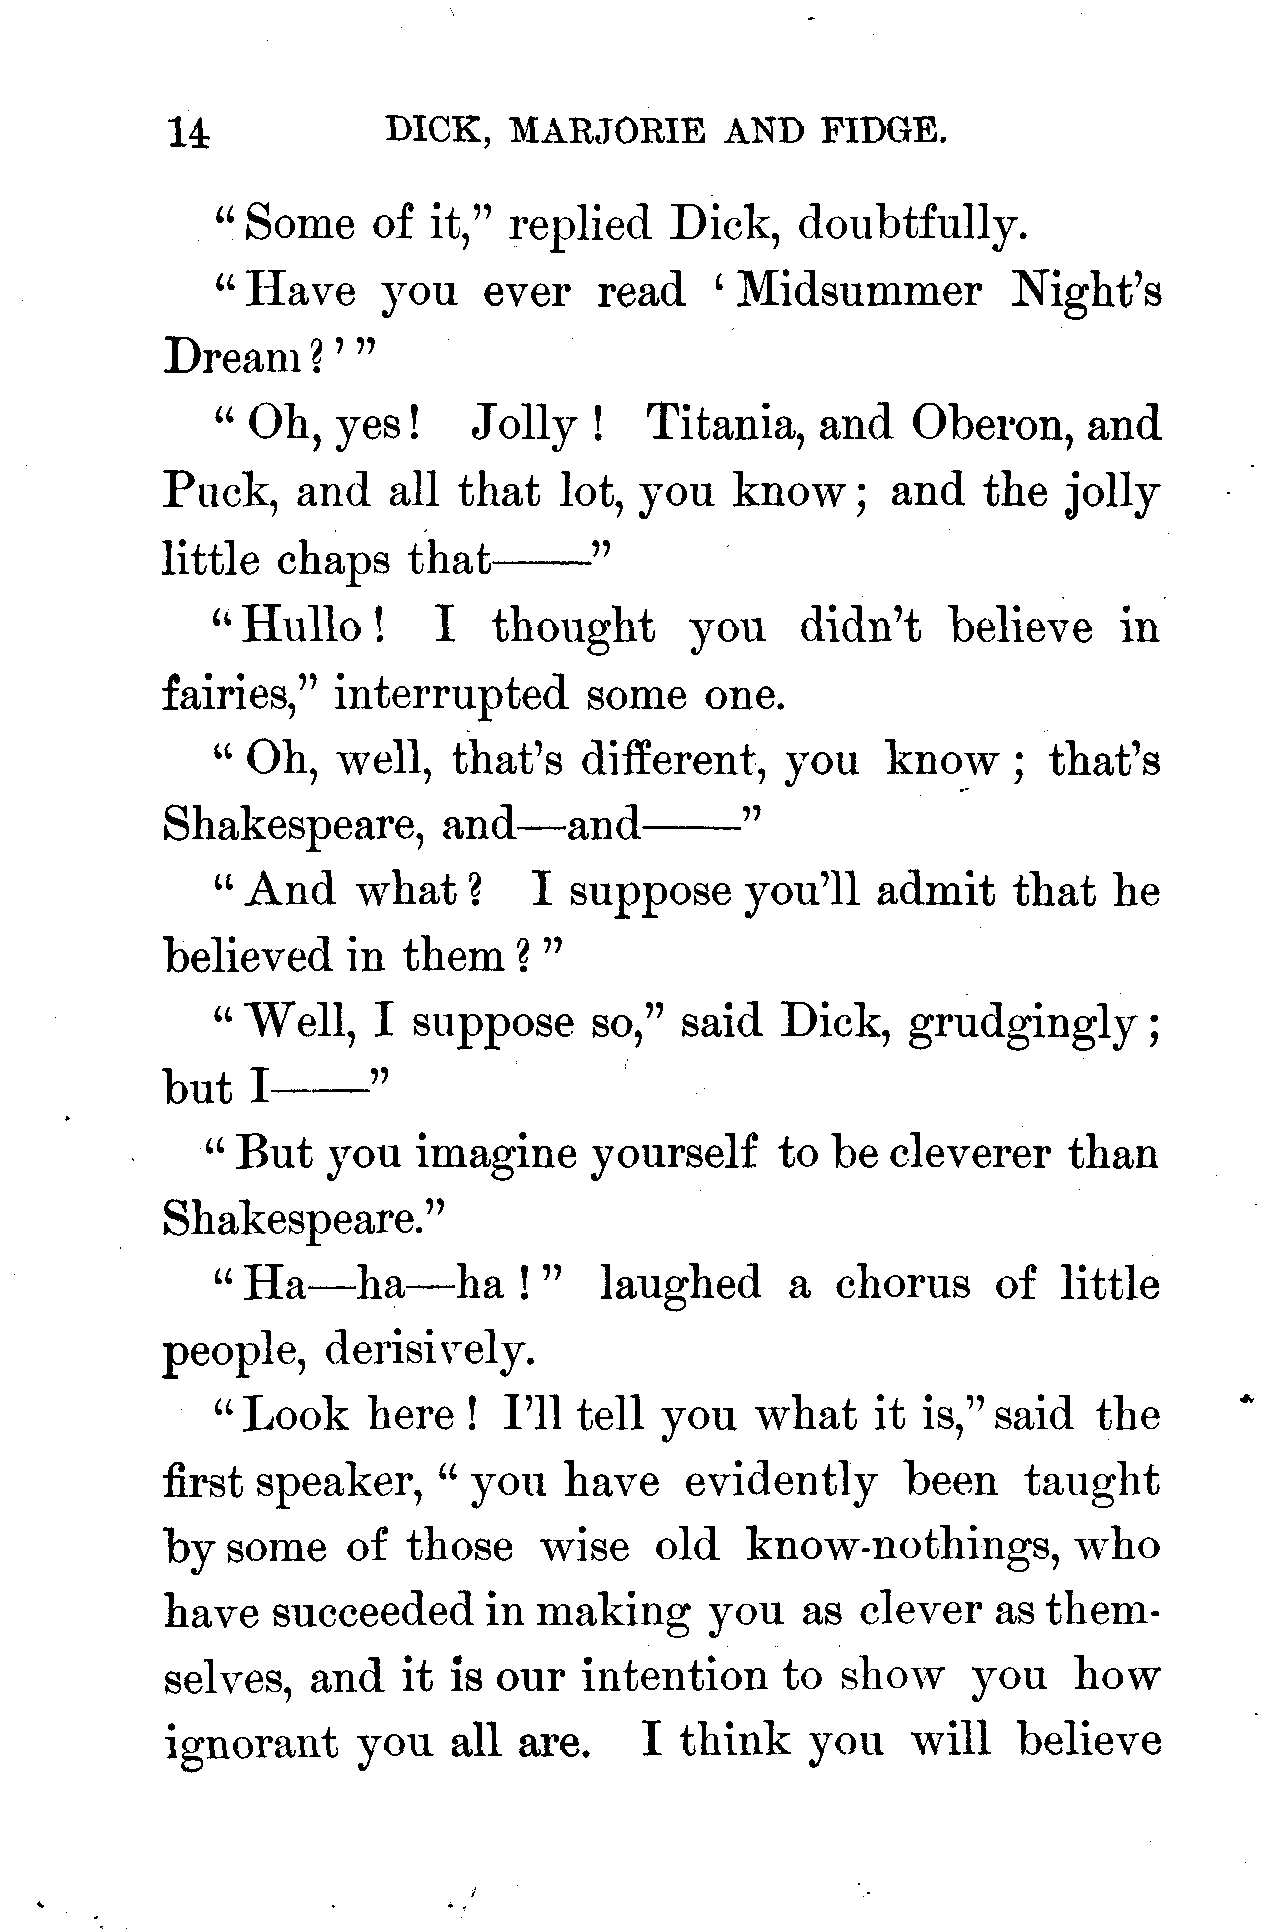 14 DICK, MARJORIE AND FIDGE.
“Some of it,” replied Dick, doubtfully.
“Have you ever read ‘Midsummer Night’s
Dream?’”
“Oh, yes! Jolly! Titania, and Oberon, and
Puck, and all that lot, you know; and the jolly
little chaps that——”
“Hullo! I thought you didn’t believe in
fairies,” interrupted some one.
“Oh, well, that’s different, you know; that’s
Shakespeare, and—and——”
“And what? I suppose you’ll admit that he
believed in them?”
“Well, I suppose so,” said Dick, grudgingly;
but I——”
“But you imagine yourself to be cleverer than
Shakespeare.”
“Ha—ha—ha!” laughed a chorus of little
people, derisively.
“Look here! I’ll tell you what it is,” said the
first speaker, “you have evidently been taught
by some of those wise old know-nothings, who
have succeeded in making you as clever as them-
selves, and it is our intention to show you how
ignorant you all are. I think you will believe